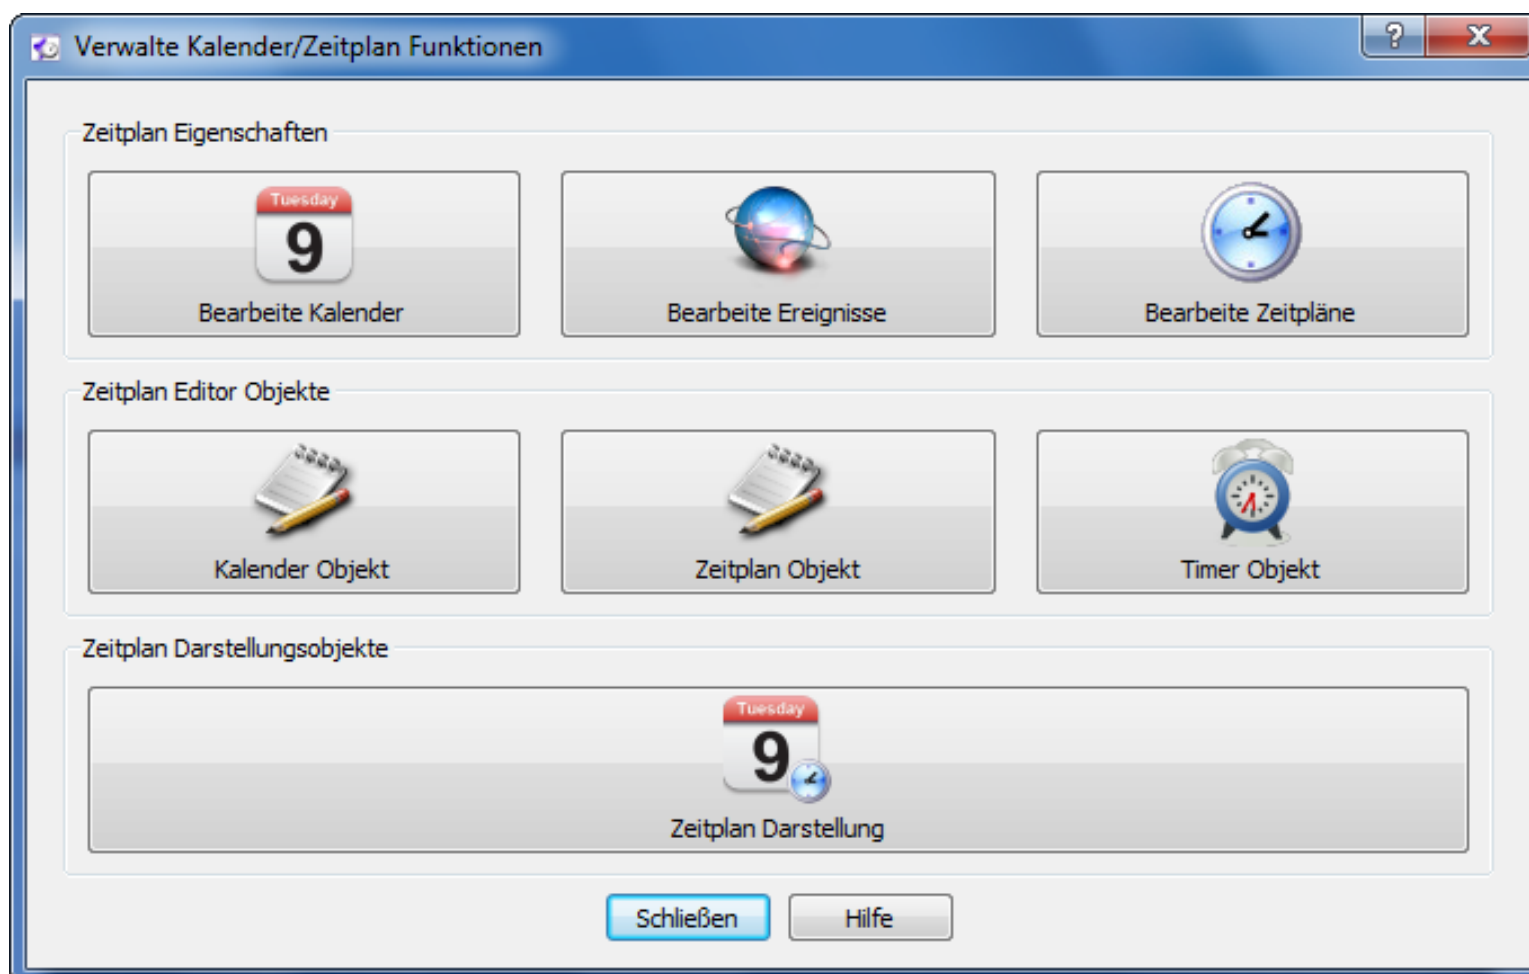 Verwalte Kalender/Zeitplan Funktionen
?
Zeitplan Eigenschaften
Tuesday
9
Bearbeite Kalender
Bearbeite Ereignisse
Bearbeite Zeitpläne
Zeitplan Editor Objekte
Kalender Objekt
Zeitplan Objekt
Timer Objekt
Zeitplan Darstellungsobjekte
Tuesday
9
Zeitplan Darstellung
Schließen
Hilfe